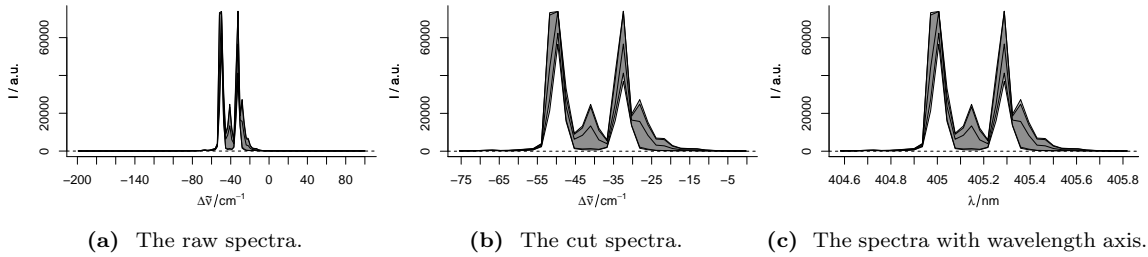 I / a.u.
0 20000 60000
−200 −140 −80 −40 0 40 80
Δν̃/cm⁻¹
(a) The raw spectra.
I / a.u.
0 20000 60000
−75 −65 −55 −45 −35 −25 −15 −5
Δν̃/cm⁻¹
(b) The cut spectra.
I / a.u.
0 20000 60000
404.6 404.8 405 405.2 405.4 405.6 405.8
λ/nm
(c) The spectra with wavelength axis.